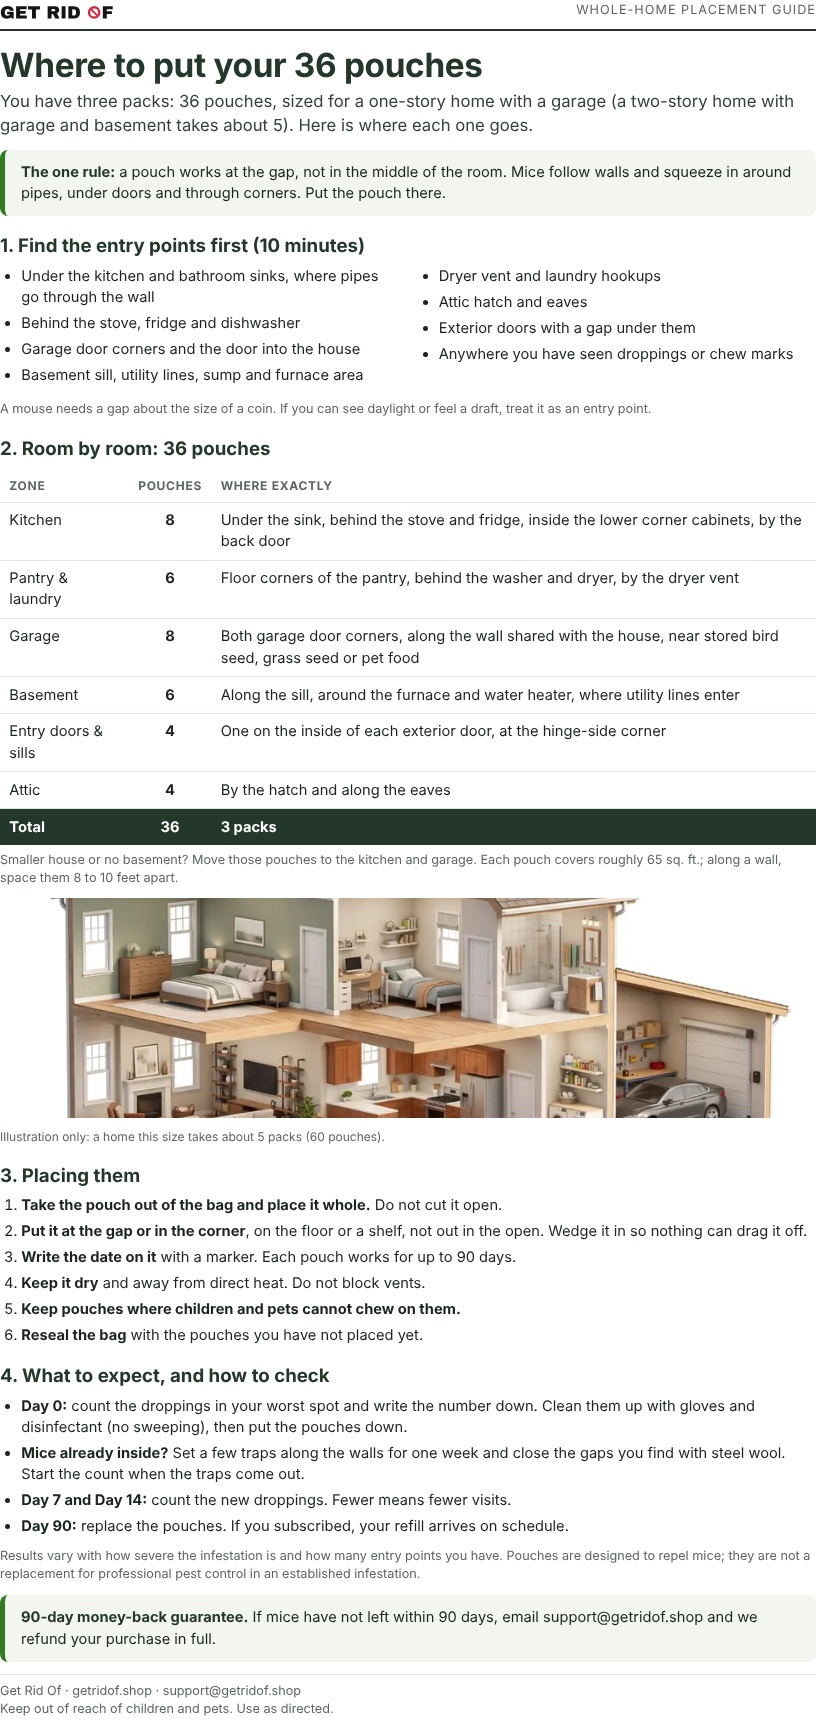 GET RID OF
WHOLE-HOME PLACEMENT GUIDE
Where to put your 36 pouches
You have three packs: 36 pouches, sized for a one-story home with a garage (a two-story home with
garage and basement takes about 5). Here is where each one goes.
The one rule: a pouch works at the gap, not in the middle of the room. Mice follow walls and squeeze in around
pipes, under doors and through corners. Put the pouch there.
1. Find the entry points first (10 minutes)
• Under the kitchen and bathroom sinks, where pipes
go through the wall
• Behind the stove, fridge and dishwasher
• Garage door corners and the door into the house
• Basement sill, utility lines, sump and furnace area
• Dryer vent and laundry hookups
• Attic hatch and eaves
• Exterior doors with a gap under them
• Anywhere you have seen droppings or chew marks
A mouse needs a gap about the size of a coin. If you can see daylight or feel a draft, treat it as an entry point.
2. Room by room: 36 pouches
ZONE POUCHES WHERE EXACTLY
Kitchen 8 Under the sink, behind the stove and fridge, inside the lower corner cabinets, by the
back door
Pantry & 6 Floor corners of the pantry, behind the washer and dryer, by the dryer vent
laundry
Garage 8 Both garage door corners, along the wall shared with the house, near stored bird
seed, grass seed or pet food
Basement 6 Along the sill, around the furnace and water heater, where utility lines enter
Entry doors & 4 One on the inside of each exterior door, at the hinge-side corner
sills
Attic 4 By the hatch and along the eaves
Total 36 3 packs
Smaller house or no basement? Move those pouches to the kitchen and garage. Each pouch covers roughly 65 sq. ft.; along a wall,
space them 8 to 10 feet apart.
Illustration only: a home this size takes about 5 packs (60 pouches).
3. Placing them
1. Take the pouch out of the bag and place it whole. Do not cut it open.
2. Put it at the gap or in the corner, on the floor or a shelf, not out in the open. Wedge it in so nothing can drag it off.
3. Write the date on it with a marker. Each pouch works for up to 90 days.
4. Keep it dry and away from direct heat. Do not block vents.
5. Keep pouches where children and pets cannot chew on them.
6. Reseal the bag with the pouches you have not placed yet.
4. What to expect, and how to check
• Day 0: count the droppings in your worst spot and write the number down. Clean them up with gloves and
disinfectant (no sweeping), then put the pouches down.
• Mice already inside? Set a few traps along the walls for one week and close the gaps you find with steel wool.
Start the count when the traps come out.
• Day 7 and Day 14: count the new droppings. Fewer means fewer visits.
• Day 90: replace the pouches. If you subscribed, your refill arrives on schedule.
Results vary with how severe the infestation is and how many entry points you have. Pouches are designed to repel mice; they are not a
replacement for professional pest control in an established infestation.
90-day money-back guarantee. If mice have not left within 90 days, email support@getridof.shop and we
refund your purchase in full.
Get Rid Of · getridof.shop · support@getridof.shop
Keep out of reach of children and pets. Use as directed.